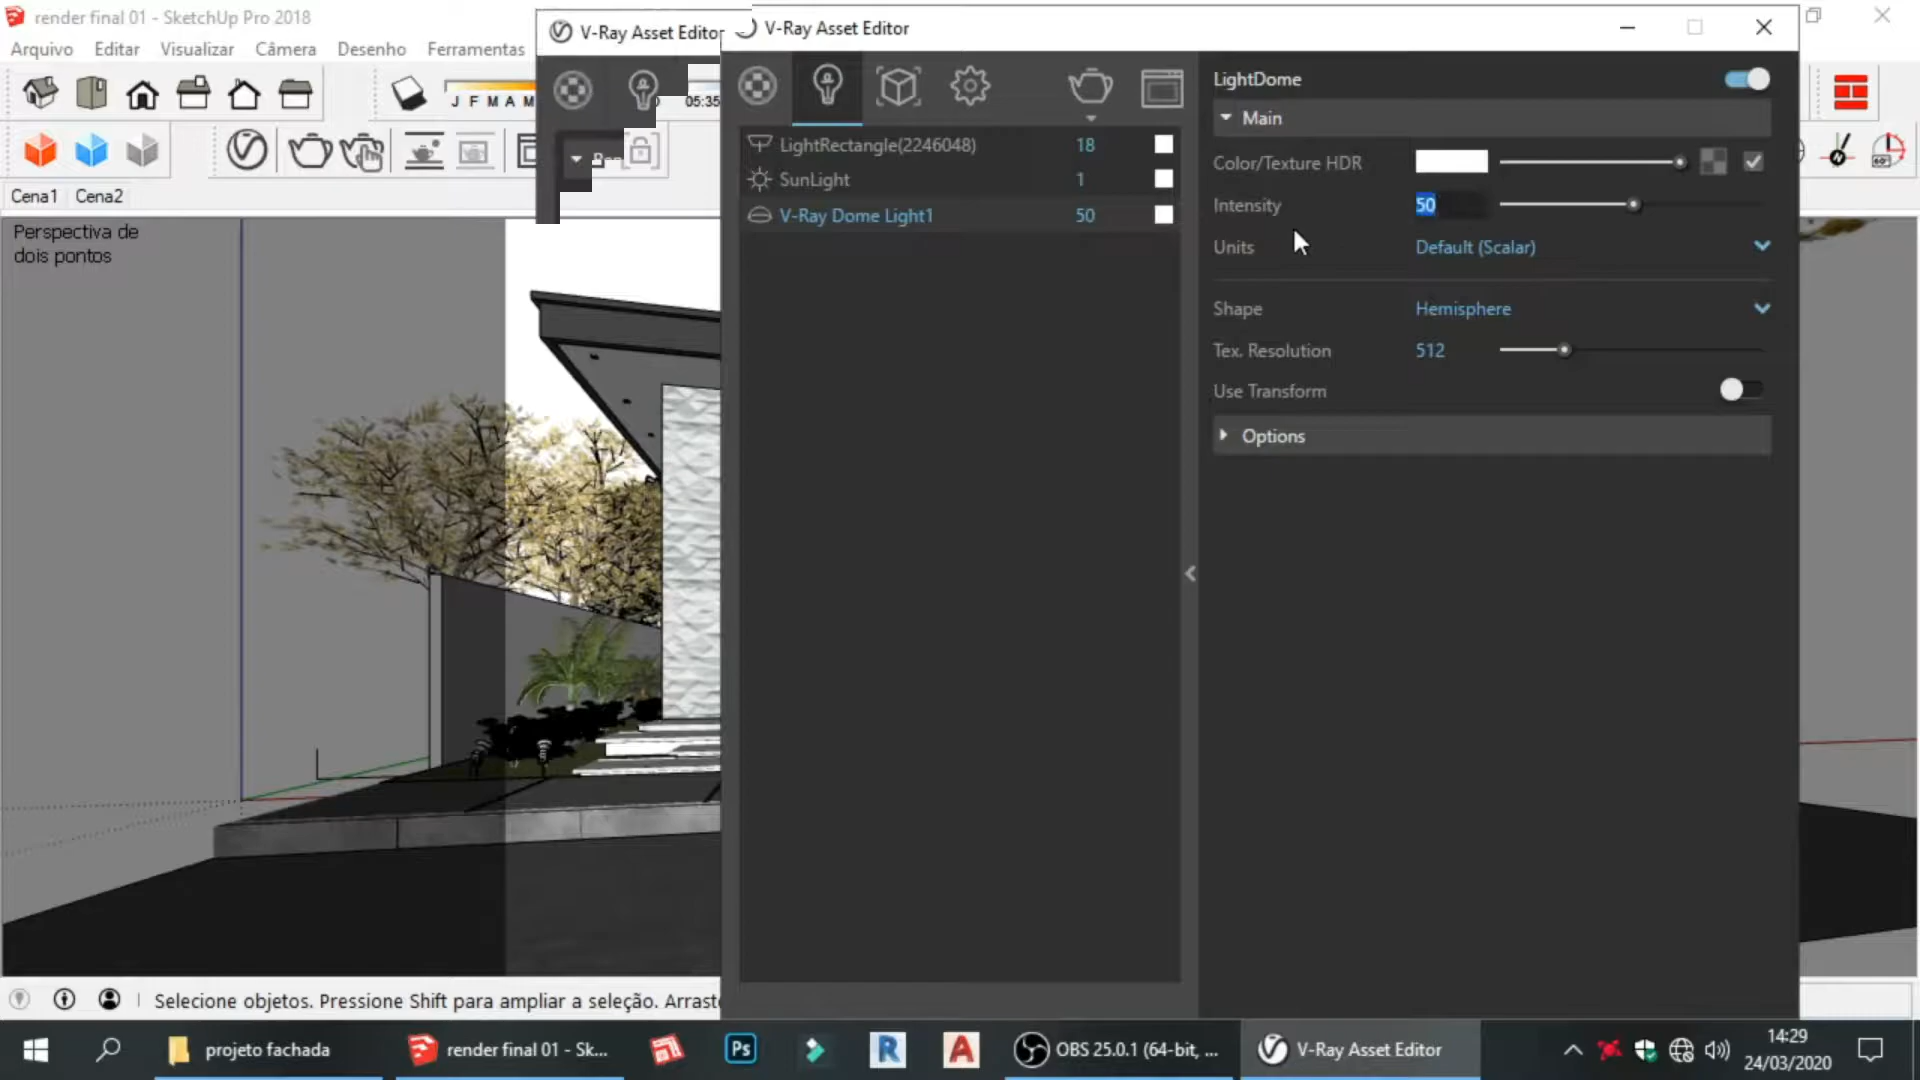 render final 01 - SketchUp Pro 2018
Arquivo Editar Visualizar Câmera Desenho Ferramentas
V-Ray Asset Editor
V-Ray Asset Editor
J F M A M
05:35
Cena1 Cena2
Perspectiva de
dois pontos
LightRectangle(2246048) 18
SunLight 1
V-Ray Dome Light1 50
LightDome
Main
Color/Texture HDR
Intensity 50
Units Default (Scalar)
Shape Hemisphere
Tex. Resolution 512
Use Transform
Options
60°
Selecione objetos. Pressione Shift para ampliar a seleção. Arraste
projeto fachada
render final 01 - Sk...
Ps
R
A
OBS 25.0.1 (64-bit, ...
V-Ray Asset Editor
14:29
24/03/2020